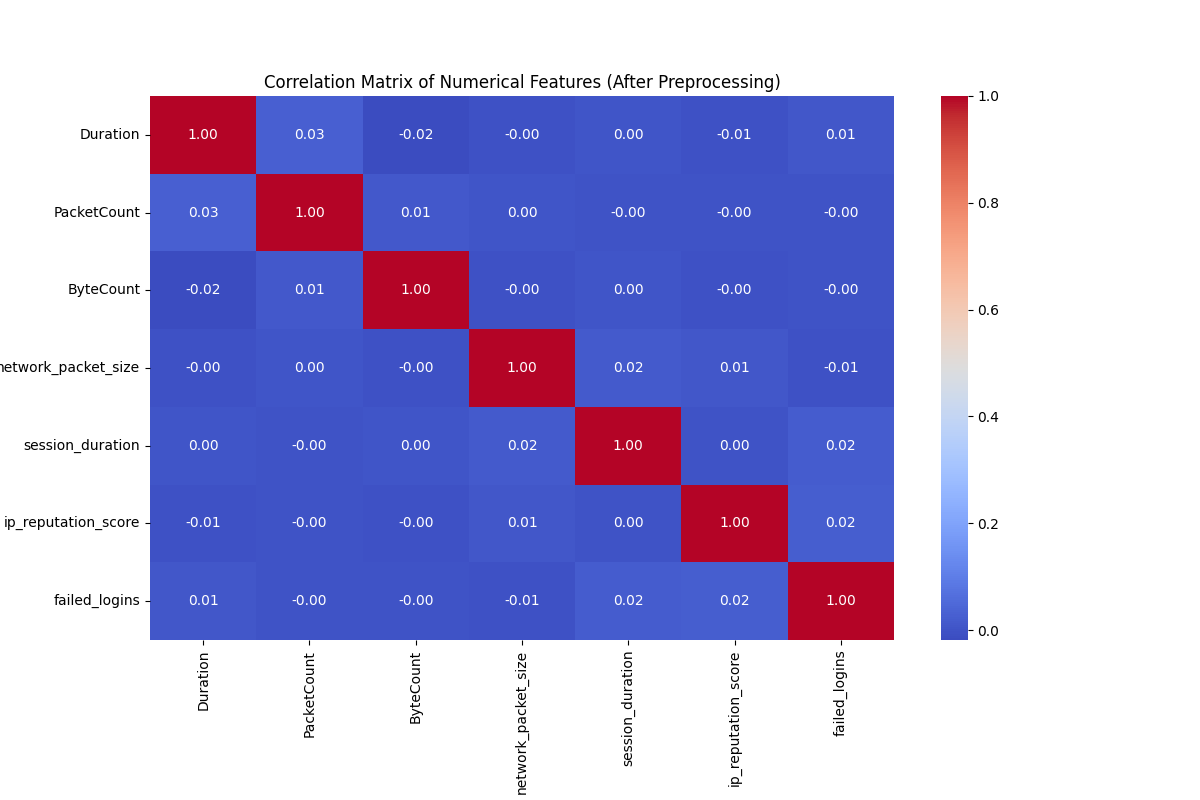 Correlation Matrix of Numerical Features (After Preprocessing)
Duration 1.00 0.03 -0.02 -0.00 0.00 -0.01 0.01
PacketCount 0.03 1.00 0.01 0.00 -0.00 -0.00 -0.00
ByteCount -0.02 0.01 1.00 -0.00 0.00 -0.00 -0.00
network_packet_size -0.00 0.00 -0.00 1.00 0.02 0.01 -0.01
session_duration 0.00 -0.00 0.00 0.02 1.00 0.00 0.02
ip_reputation_score -0.01 -0.00 -0.00 0.01 0.00 1.00 0.02
failed_logins 0.01 -0.00 -0.00 -0.01 0.02 0.02 1.00
Duration
PacketCount
ByteCount
network_packet_size
session_duration
ip_reputation_score
failed_logins
1.0
0.8
0.6
0.4
0.2
0.0